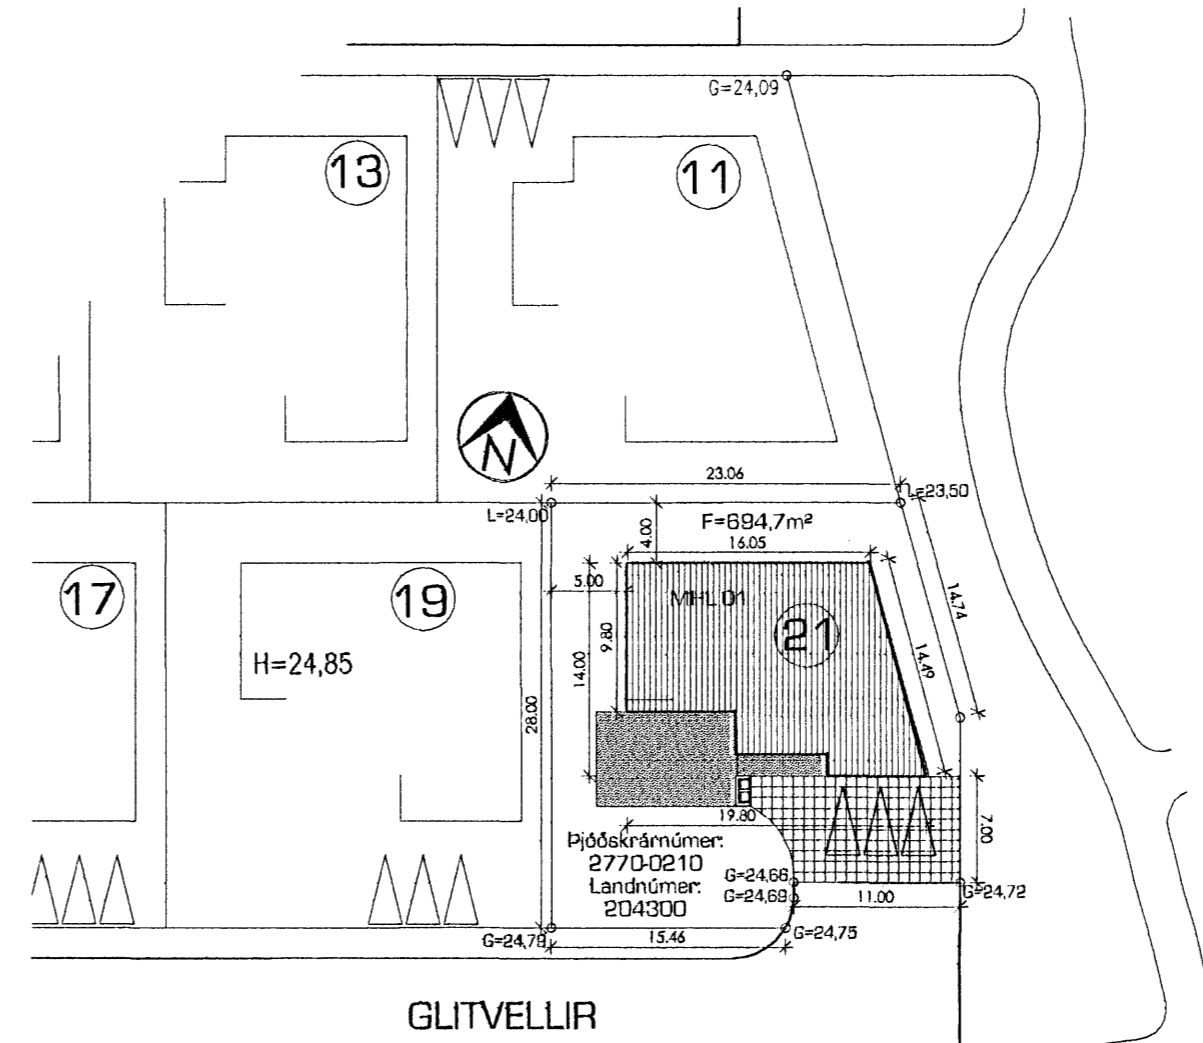 G=24,09
13
11
N
23.06
L=24,00
L=23,50
F=694,7m²
4.00
16.05
5.00
MHL 01
17
19
21
14.74
9.80
14.00
14.49
H=24,85
28.00
19.80
7.00
Þjóðskrárnúmer:
2770-0210
Landnúmer:
204300
G=24,66
G=24,69
11.00
G=24,72
G=24,79
15.46
G=24,75
GLITVELLIR